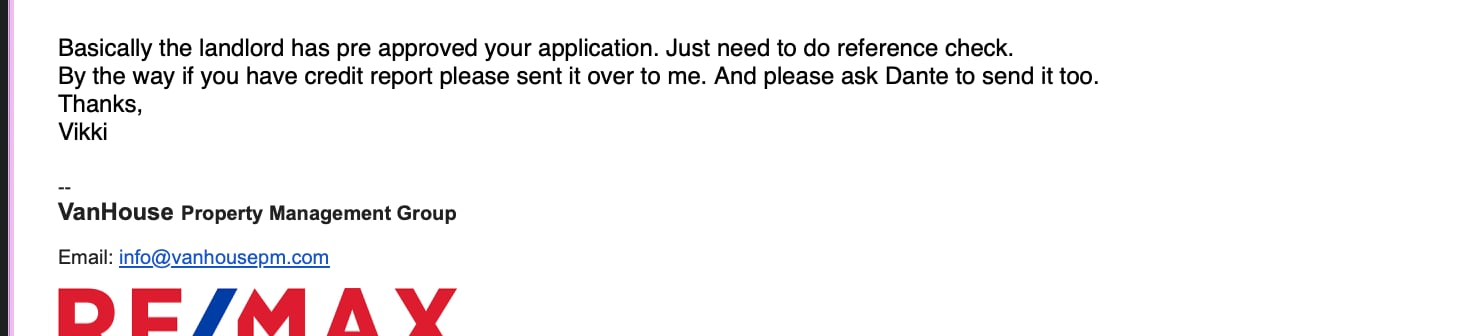 Basically the landlord has pre approved your application. Just need to do reference check.
By the way if you have credit report please sent it over to me. And please ask Dante to send it too.
Thanks,
Vikki
--
VanHouse Property Management Group
Email: info@vanhousepm.com
RE/MAX